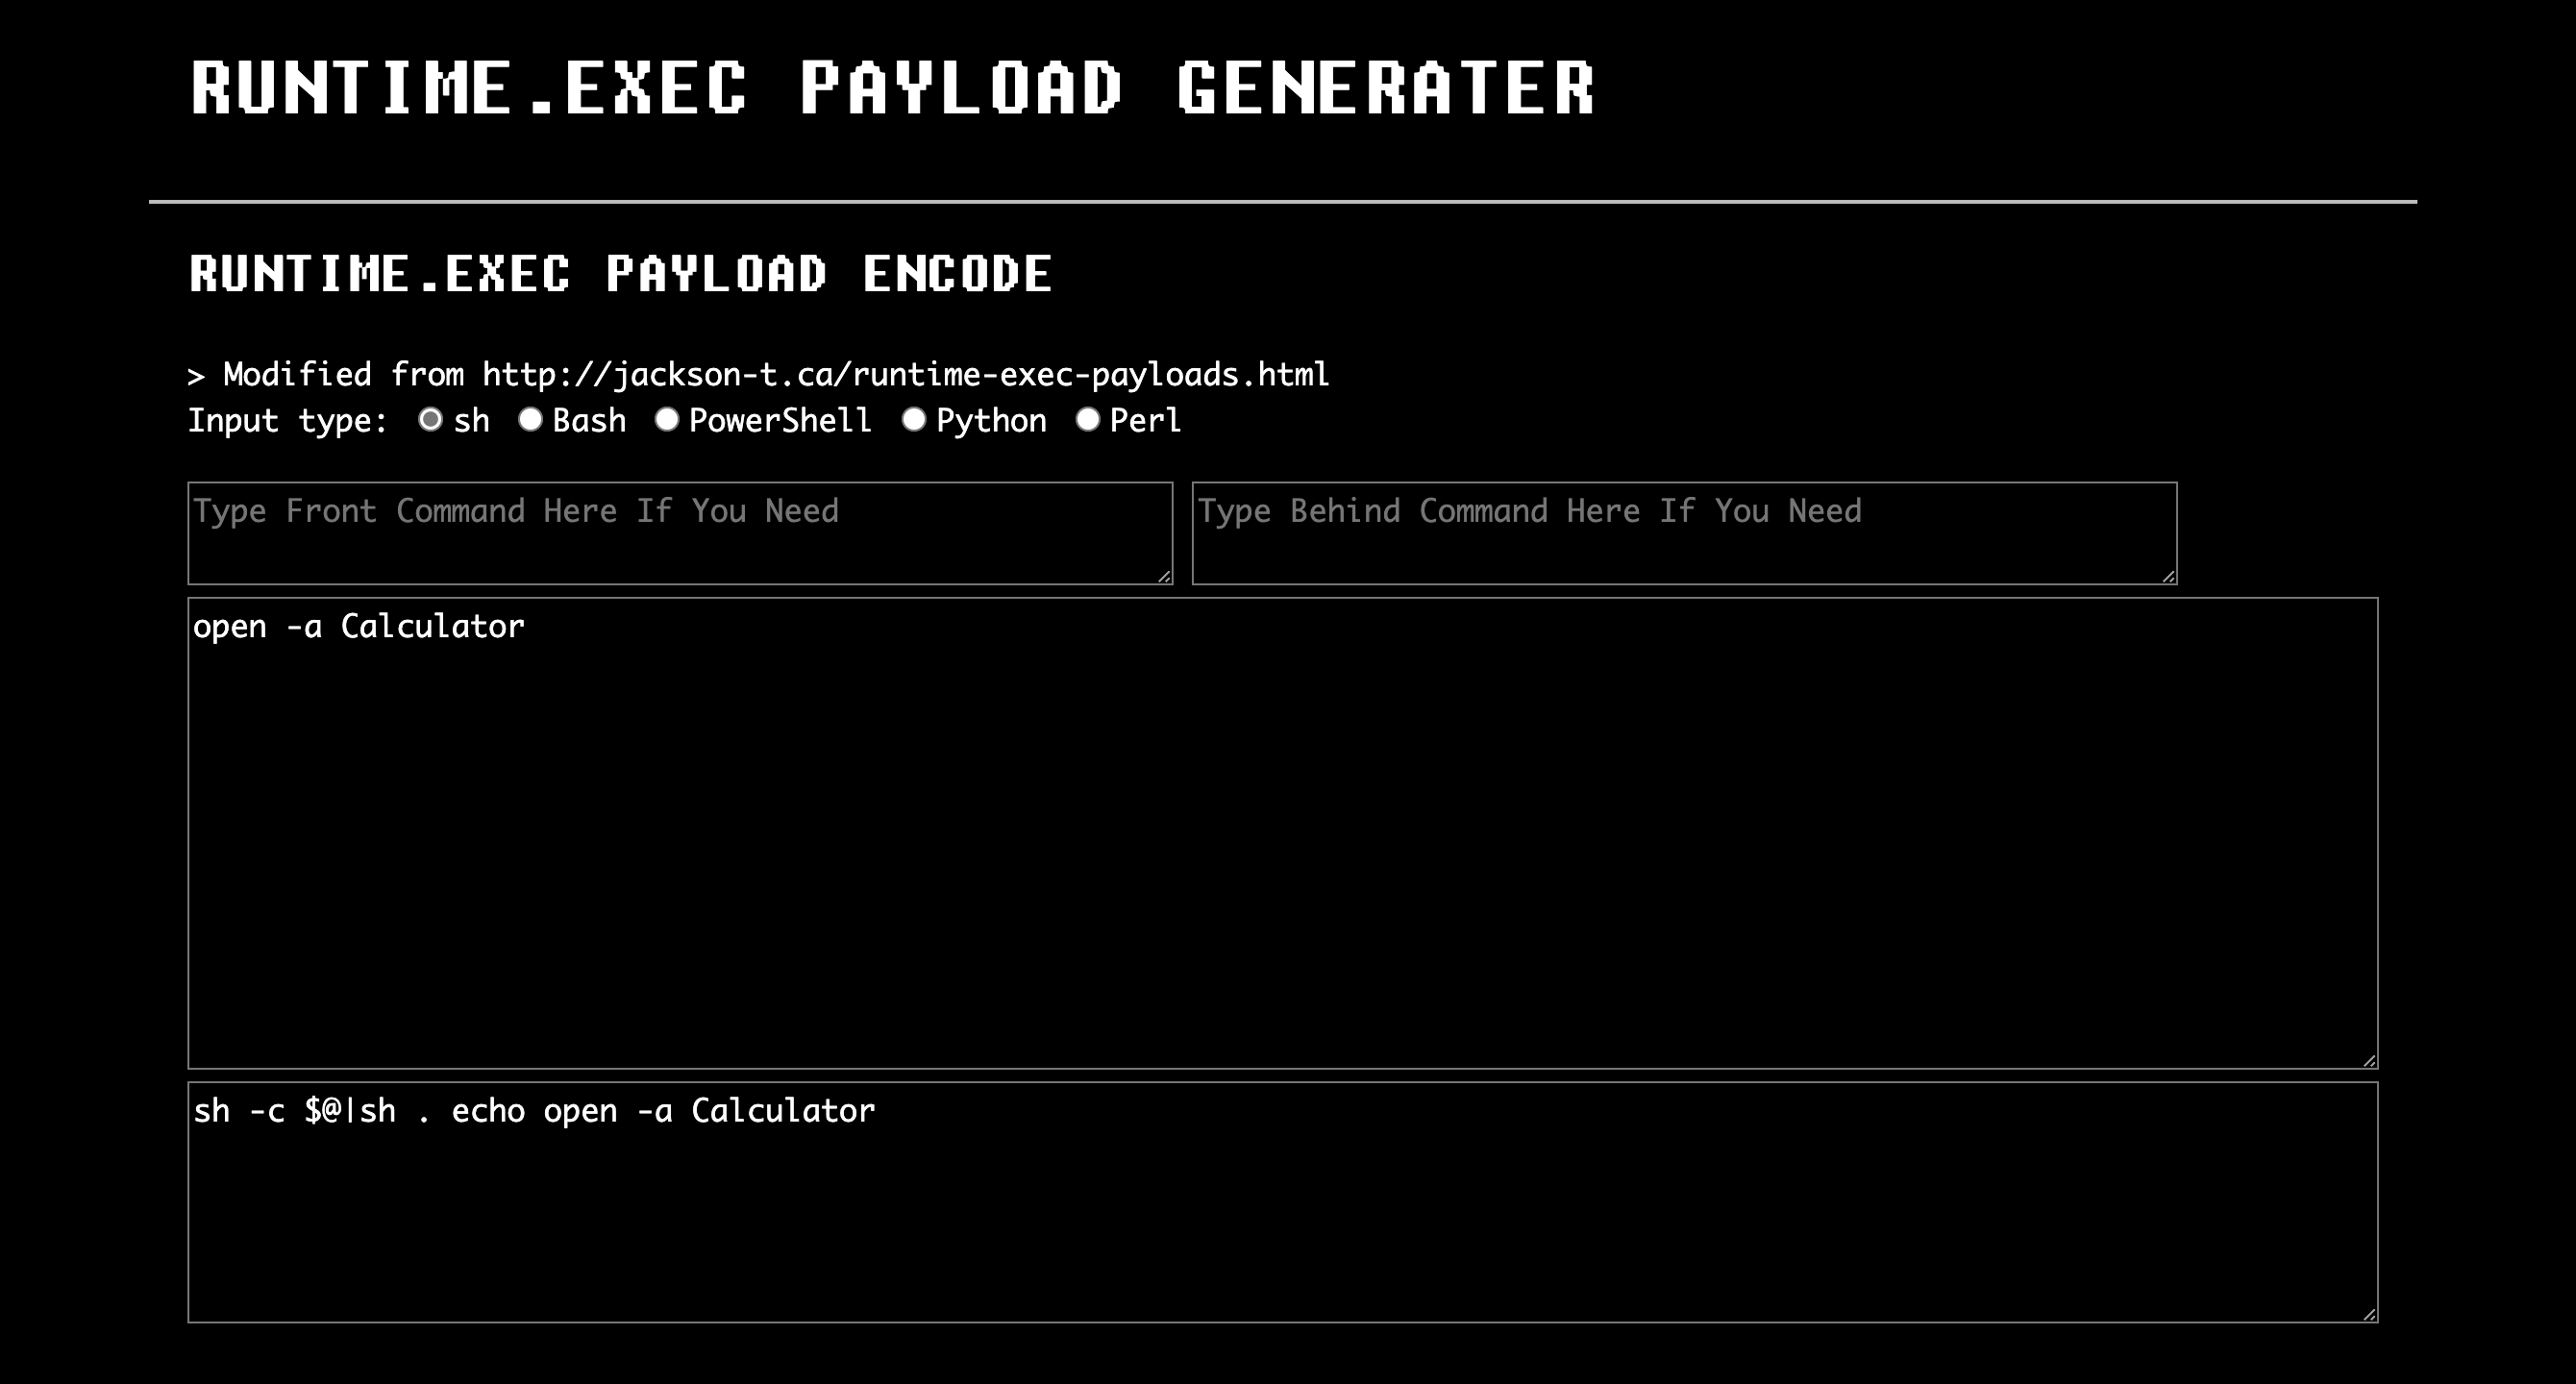 RUNTIME.EXEC PAYLOAD GENERATER
RUNTIME.EXEC PAYLOAD ENCODE
> Modified from http://jackson-t.ca/runtime-exec-payloads.html
Input type: sh Bash PowerShell Python Perl
Type Front Command Here If You Need Type Behind Command Here If You Need
open -a Calculator
sh -c $@|sh . echo open -a Calculator